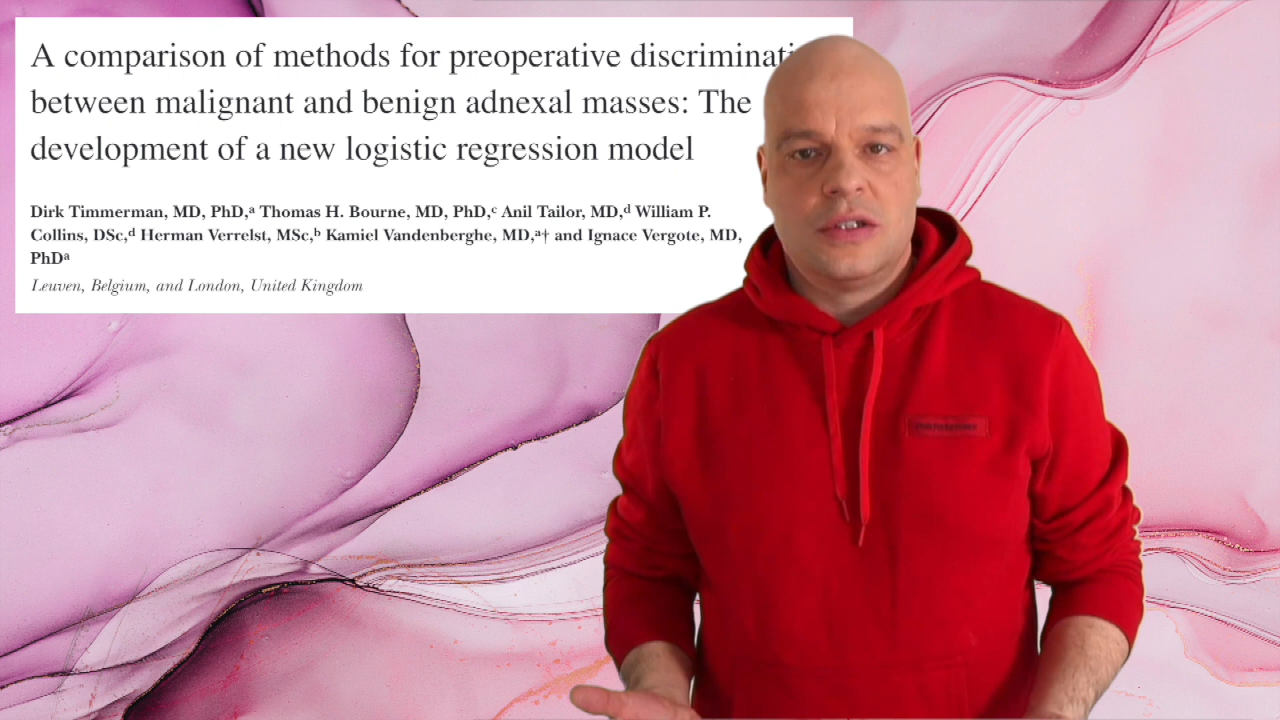 A comparison of methods for preoperative discriminati
between malignant and benign adnexal masses: The
development of a new logistic regression model
Dirk Timmerman, MD, PhD,ᵃ Thomas H. Bourne, MD, PhD,ᶜ Anil Tailor, MD,ᵈ William P.
Collins, DSc,ᵈ Herman Verrelst, MSc,ᵇ Kamiel Vandenberghe, MD,ᵃ† and Ignace Vergote, MD,
PhDᵃ
Leuven, Belgium, and London, United Kingdom